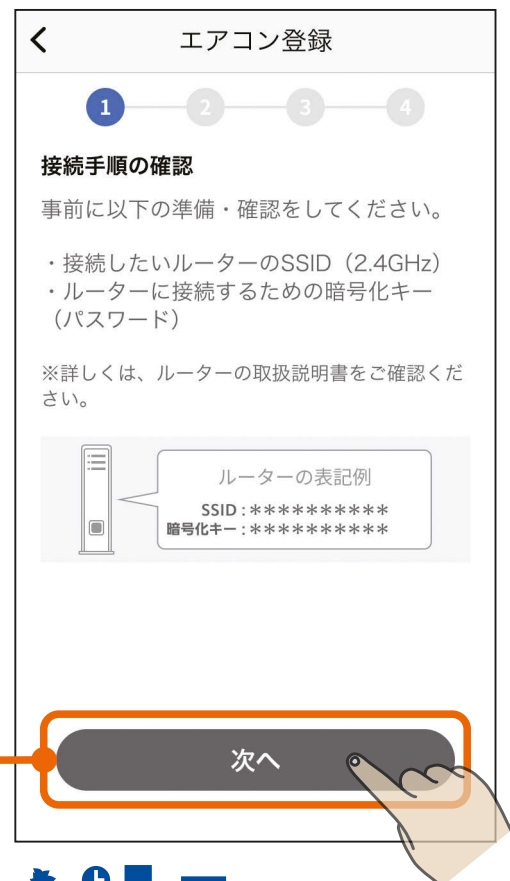 エアコン登録
1 2 3 4
接続手順の確認
事前に以下の準備・確認をしてください。
・接続したいルーターのSSID（2.4GHz）
・ルーターに接続するための暗号化キー
（パスワード）
※詳しくは、ルーターの取扱説明書をご確認くだ
さい。
ルーターの表記例
SSID：**********
暗号化キー：**********
次へ